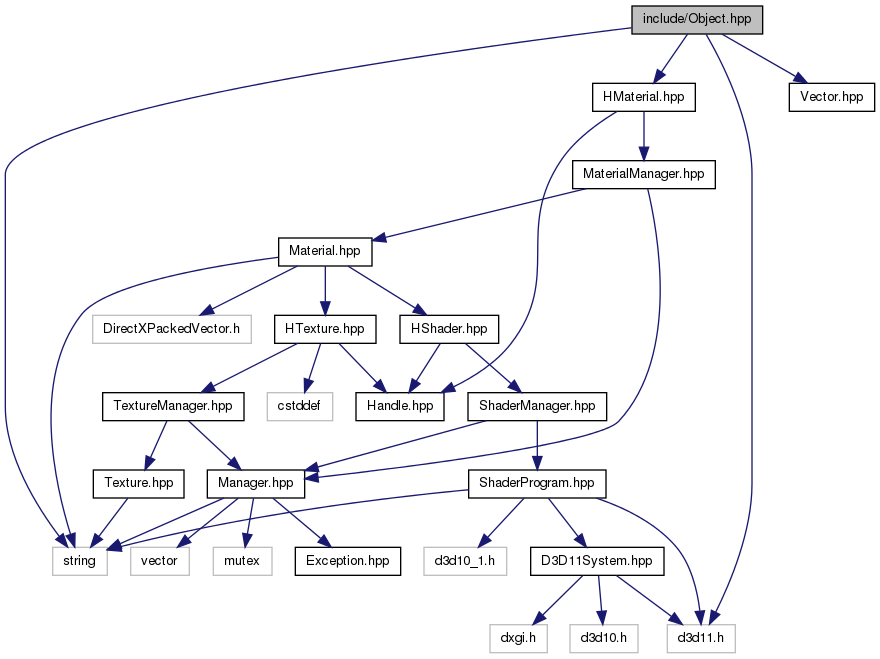 include/Object.hpp
HMaterial.hpp
Vector.hpp
MaterialManager.hpp
Material.hpp
DirectXPackedVector.h
HTexture.hpp
HShader.hpp
TextureManager.hpp
cstddef
Handle.hpp
ShaderManager.hpp
Texture.hpp
Manager.hpp
ShaderProgram.hpp
string
vector
mutex
Exception.hpp
d3d10_1.h
D3D11System.hpp
dxgi.h
d3d10.h
d3d11.h